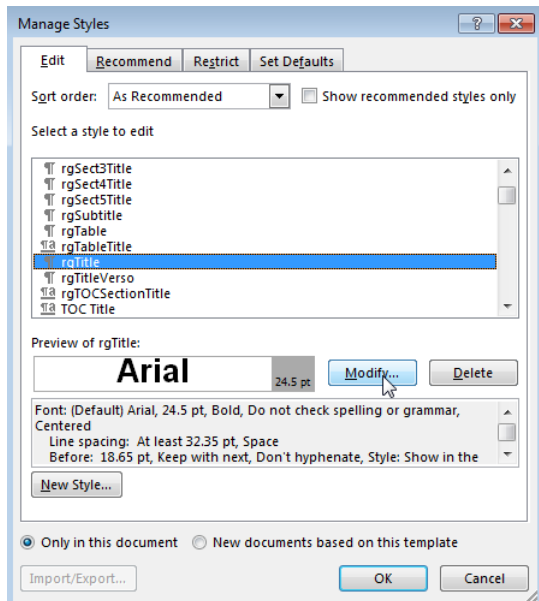 Manage Styles
Edit Recommend Restrict Set Defaults
Sort order: As Recommended Show recommended styles only
Select a style to edit
¶ rgSect3Title
¶ rgSect4Title
¶ rgSect5Title
¶ rgSubtitle
¶ rgTable
¶a rgTableTitle
¶ rgTitle
¶ rgTitleVerso
¶a rgTOCSectionTitle
¶a TOC Title
Preview of rgTitle:
Arial 24.5 pt Modify... Delete
Font: (Default) Arial, 24.5 pt, Bold, Do not check spelling or grammar,
Centered
Line spacing: At least 32.35 pt, Space
Before: 18.65 pt, Keep with next, Don't hyphenate, Style: Show in the
New Style...
Only in this document New documents based on this template
Import/Export... OK Cancel